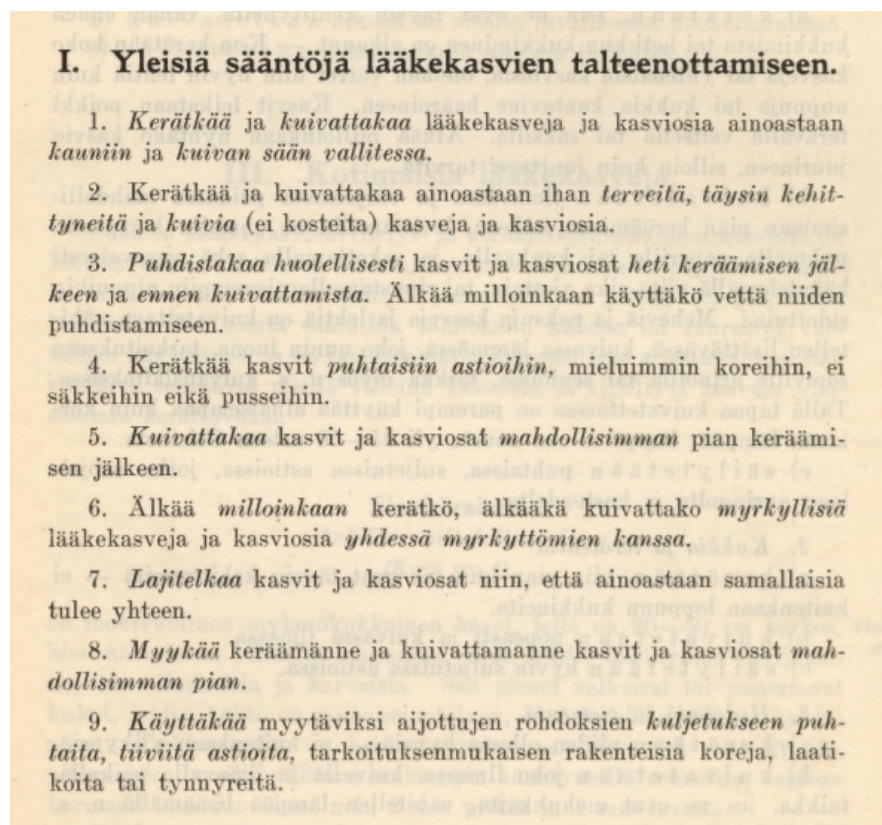 I. Yleisiä sääntöjä lääkekasvien talteenottamiseen.
1. Kerätkää ja kuivattakaa lääkekasveja ja kasviosia ainoastaan
kauniin ja kuivan sään vallitessa.
2. Kerätkää ja kuivattakaa ainoastaan ihan terveitä, täysin kehit-
tyneitä ja kuivia (ei kosteita) kasveja ja kasviosia.
3. Puhdistakaa huolellisesti kasvit ja kasviosat heti keräämisen jäl-
keen ja ennen kuivattamista. Älkää milloinkaan käyttäkö vettä niiden
puhdistamiseen.
4. Kerätkää kasvit puhtaisiin astioihin, mieluimmin koreihin, ei
säkkeihin eikä pusseihin.
5. Kuivattakaa kasvit ja kasviosat mahdollisimman pian keräämi-
sen jälkeen.
6. Älkää milloinkaan kerätkö, älkääkä kuivattako myrkyllisiä
lääkekasveja ja kasviosia yhdessä myrkyttömien kanssa.
7. Lajitelkaa kasvit ja kasviosat niin, että ainoastaan samallaisia
tulee yhteen.
8. Myykää keräämänne ja kuivattamanne kasvit ja kasviosat mah-
dollisimman pian.
9. Käyttäkää myytäviksi aijottujen rohdoksien kuljetukseen puh-
taita, tiiviitä astioita, tarkoituksenmukaisen rakenteisia koreja, laati-
koita tai tynnyreitä.